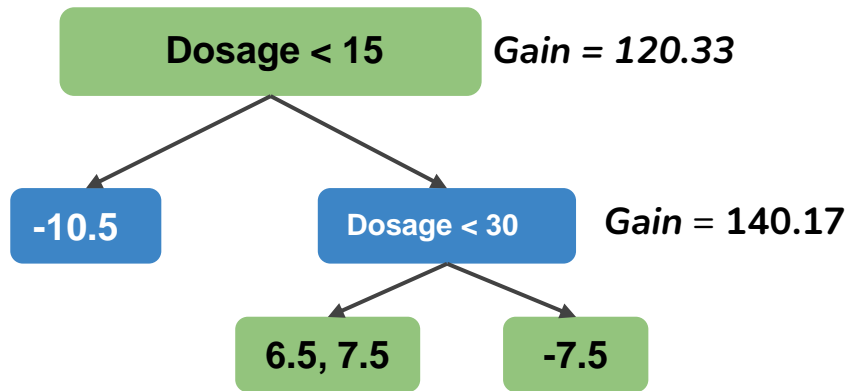 Dosage < 15
Gain = 120.33
-10.5
Dosage < 30
Gain = 140.17
6.5, 7.5
-7.5